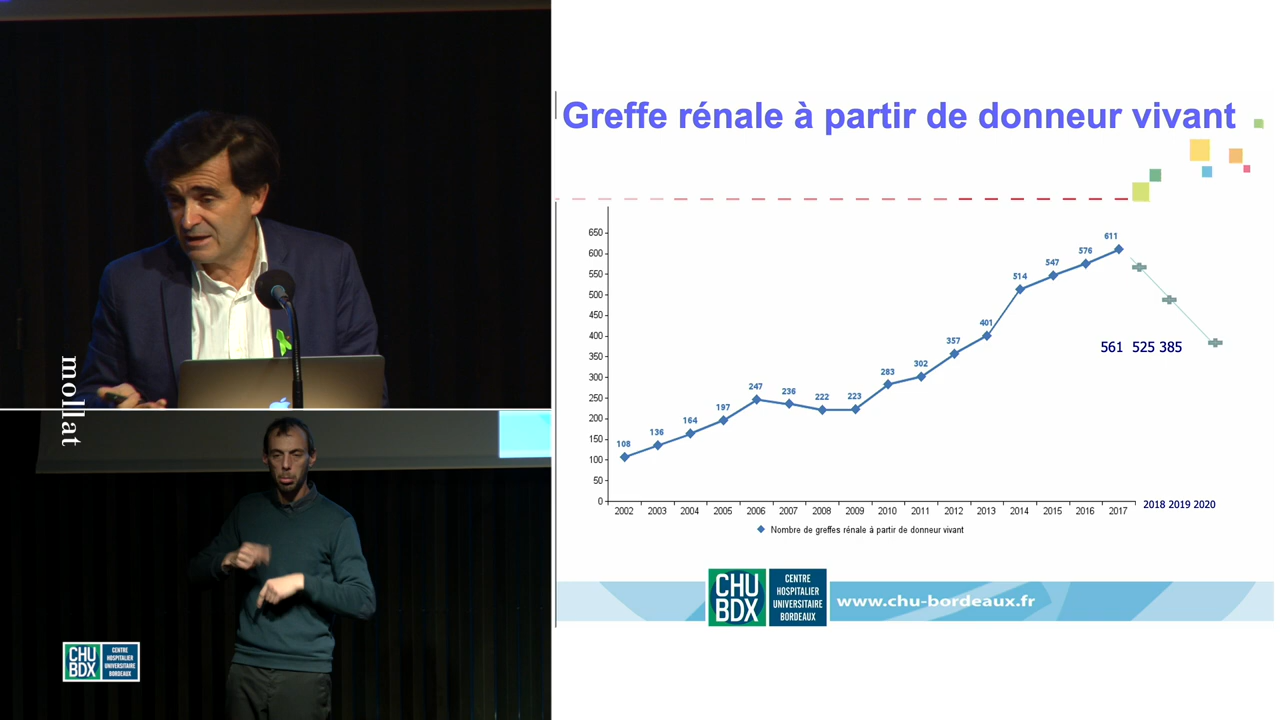 mollat
CHU
BDX
CENTRE
HOSPITALIER
UNIVERSITAIRE
BORDEAUX
Greffe rénale à partir de donneur vivant
650
600
550
500
450
400
350
300
250
200
150
100
50
0
108
136
164
197
247
236
222
223
283
302
357
401
514
547
576
611
561 525 385
2002 2003 2004 2005 2006 2007 2008 2009 2010 2011 2012 2013 2014 2015 2016 2017 2018 2019 2020
Nombre de greffes rénale à partir de donneur vivant
CHU
BDX
CENTRE
HOSPITALIER
UNIVERSITAIRE
BORDEAUX
www.chu-bordeaux.fr